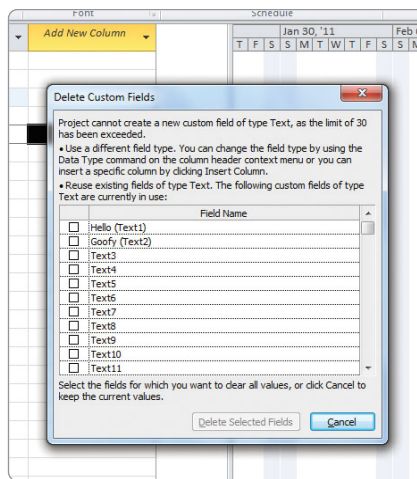 Font
Schedule
Add New Column
Jan 30, '11
Feb
T F S S M T W T F S S M
Delete Custom Fields
Project cannot create a new custom field of type Text, as the limit of 30
has been exceeded.
• Use a different field type. You can change the field type by using the
Data Type command on the column header context menu or you can
insert a specific column by clicking Insert Column.
• Reuse existing fields of type Text. The following custom fields of type
Text are currently in use:
Field Name
Hello (Text1)
Goofy (Text2)
Text3
Text4
Text5
Text6
Text7
Text8
Text9
Text10
Text11
Select the fields for which you want to clear all values, or click Cancel to
keep the current values.
Delete Selected Fields
Cancel